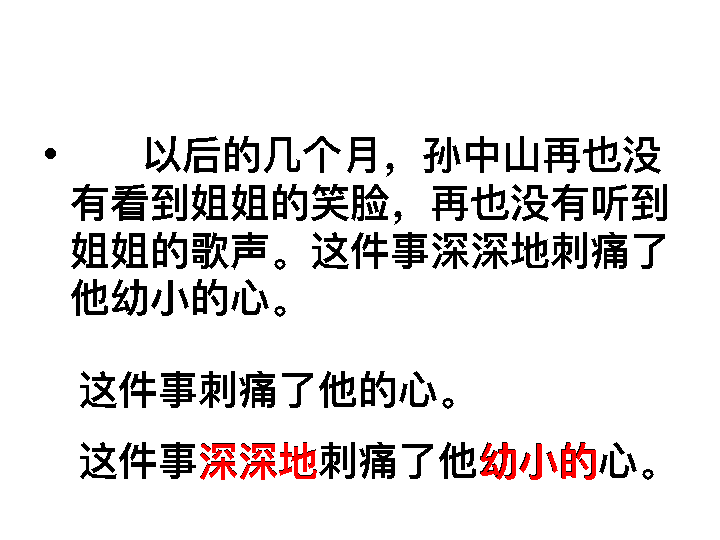 • 以后的几个月，孙中山再也没
有看到姐姐的笑脸，再也没有听到
姐姐的歌声。这件事深深地刺痛了
他幼小的心。
这件事刺痛了他的心。
这件事深深地刺痛了他幼小的心。